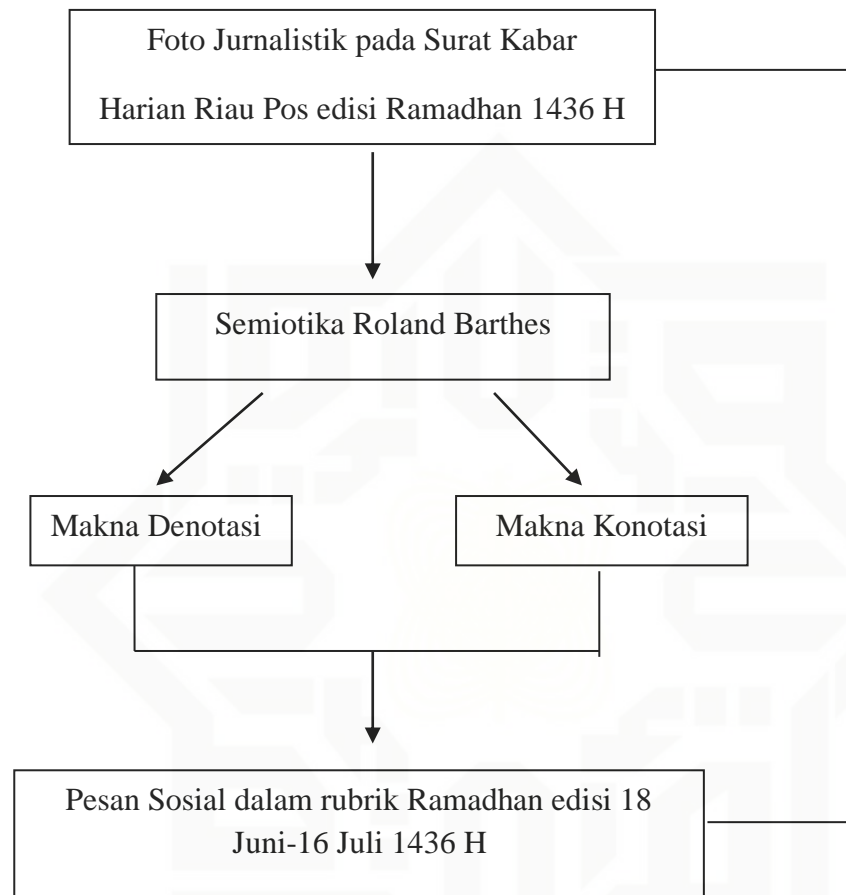 Foto Jurnalistik pada Surat Kabar
Harian Riau Pos edisi Ramadhan 1436 H
Semiotika Roland Barthes
Makna Denotasi
Makna Konotasi
Pesan Sosial dalam rubrik Ramadhan edisi 18
Juni-16 Juli 1436 H